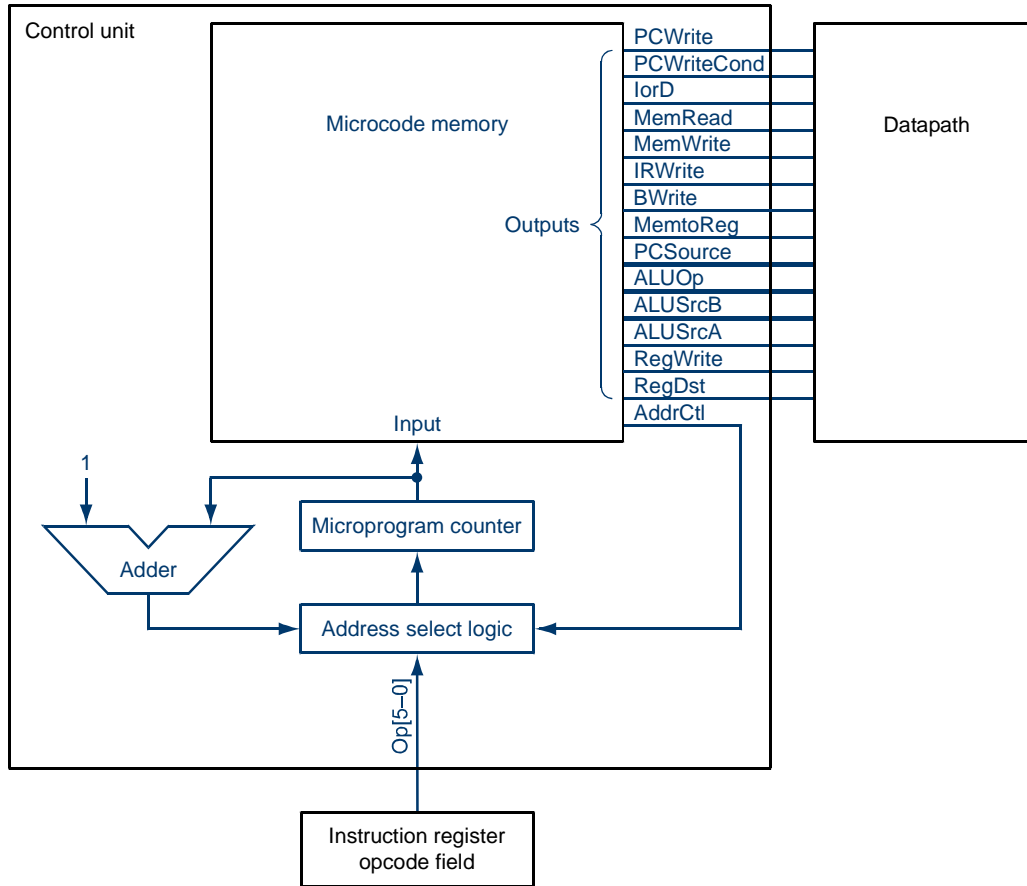 Control unit
Microcode memory
Outputs
Input
PCWrite
PCWriteCond
IorD
MemRead
MemWrite
IRWrite
BWrite
MemtoReg
PCSource
ALUOp
ALUSrcB
ALUSrcA
RegWrite
RegDst
AddrCtl
Datapath
1
Adder
Microprogram counter
Address select logic
Op[5–0]
Instruction register
opcode field